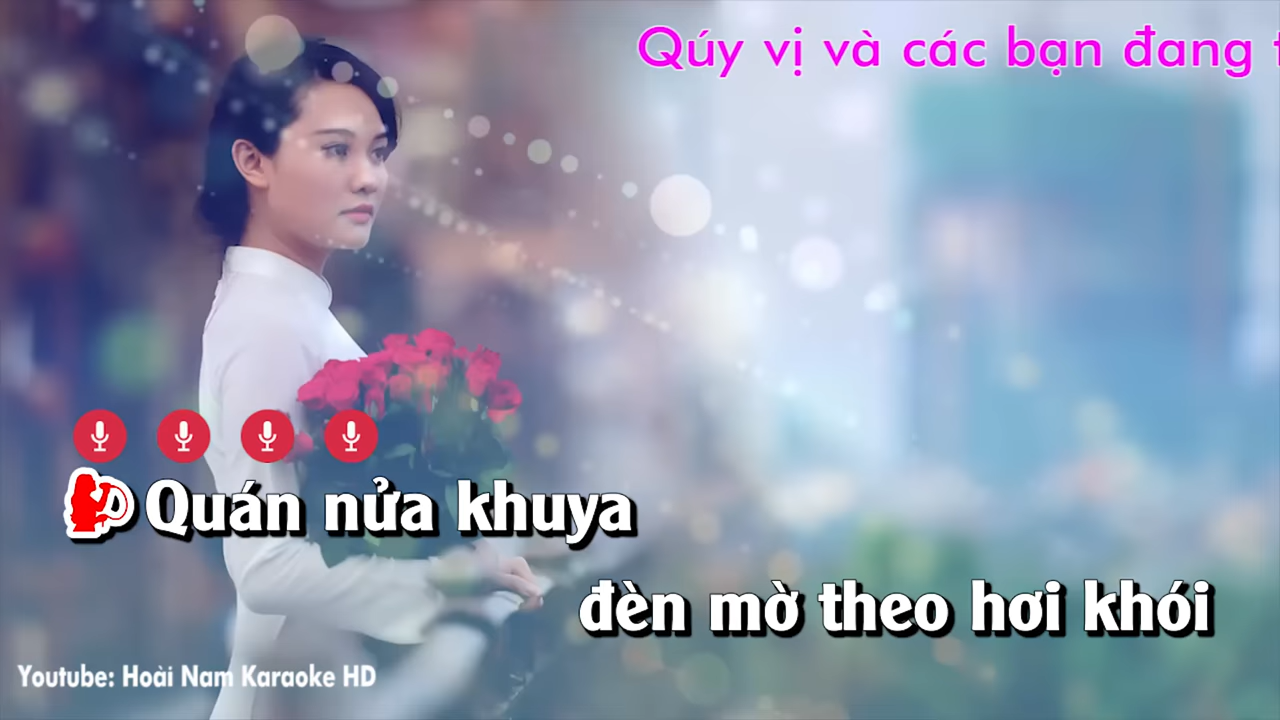 Qúy vị và các bạn đang
Quán nửa khuya
đèn mờ theo hơi khói
Youtube: Hoài Nam Karaoke HD